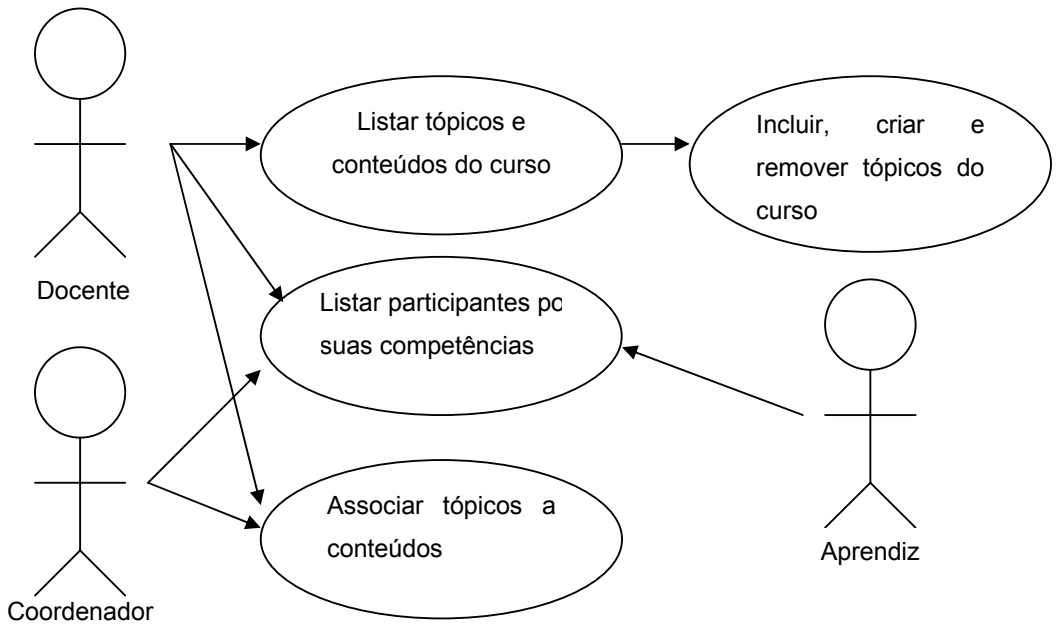 Listar tópicos e
conteúdos do curso
Incluir, criar e
remover tópicos do
curso
Docente
Listar participantes po
suas competências
Associar tópicos a
conteúdos
Aprendiz
Coordenador